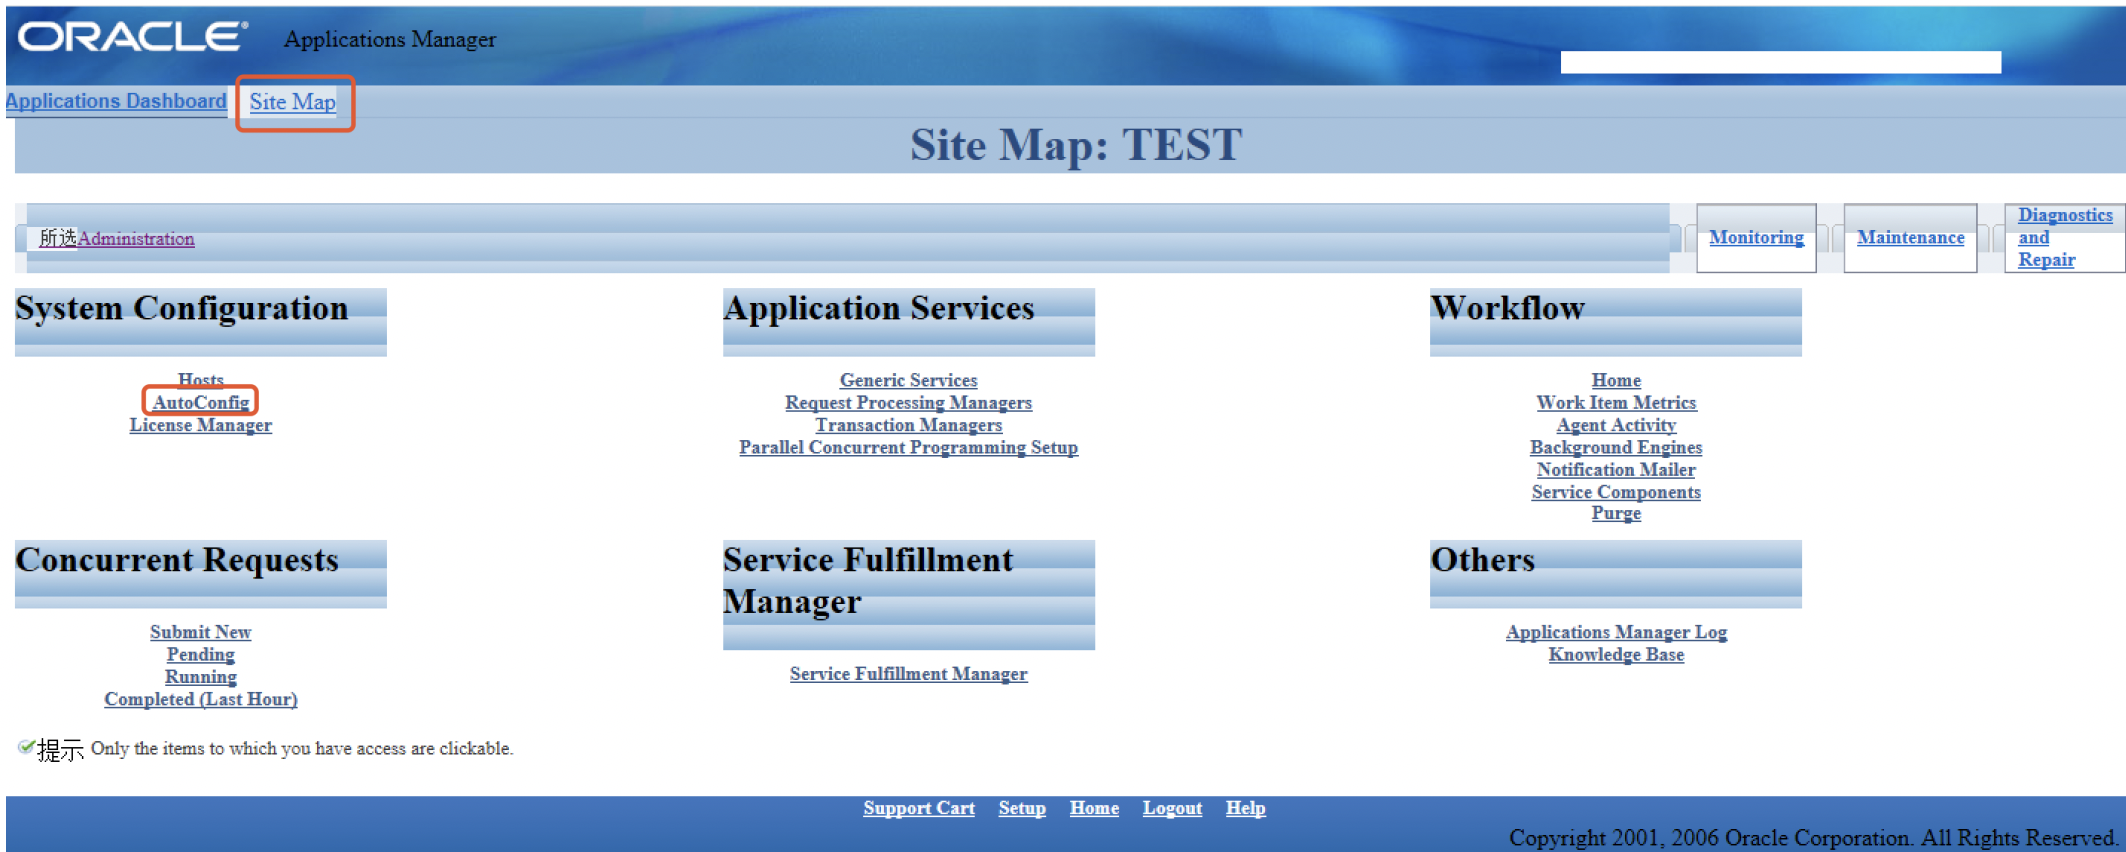 ORACLE® Applications Manager
Applications Dashboard Site Map
Site Map: TEST
所选Administration
Monitoring
Maintenance
Diagnostics
and
Repair
System Configuration
Hosts
AutoConfig
License Manager
Application Services
Generic Services
Request Processing Managers
Transaction Managers
Parallel Concurrent Programming Setup
Workflow
Home
Work Item Metrics
Agent Activity
Background Engines
Notification Mailer
Service Components
Purge
Concurrent Requests
Submit New
Pending
Running
Completed (Last Hour)
Service Fulfillment
Manager
Service Fulfillment Manager
Others
Applications Manager Log
Knowledge Base
提示 Only the items to which you have access are clickable.
Support Cart Setup Home Logout Help
Copyright 2001, 2006 Oracle Corporation. All Rights Reserved.